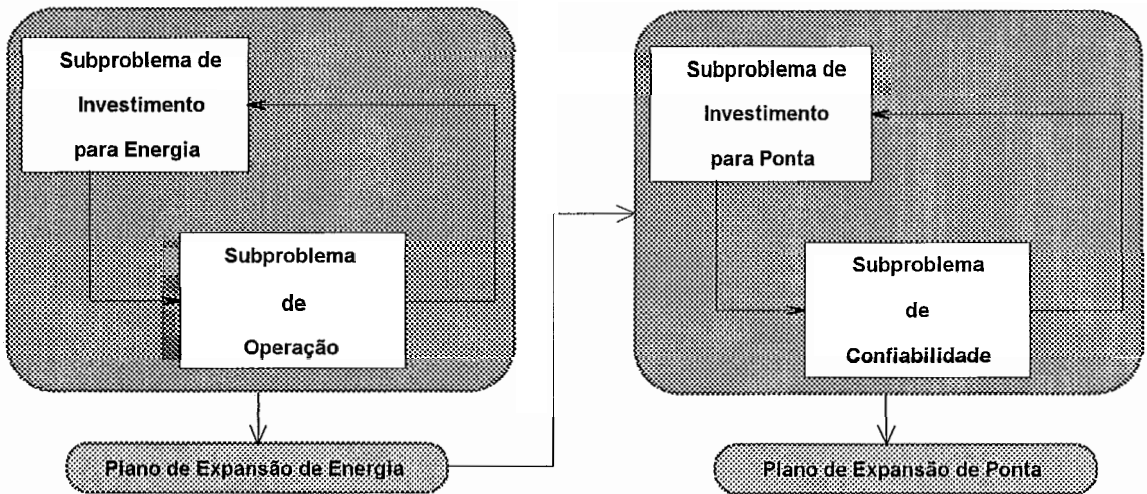 Subproblema de
Investimento
para Energia
Subproblema
de
Operação
Plano de Expansão de Energia
Subproblema de
Investimento
para Ponta
Subproblema
de
Confiabilidade
Plano de Expansão de Ponta